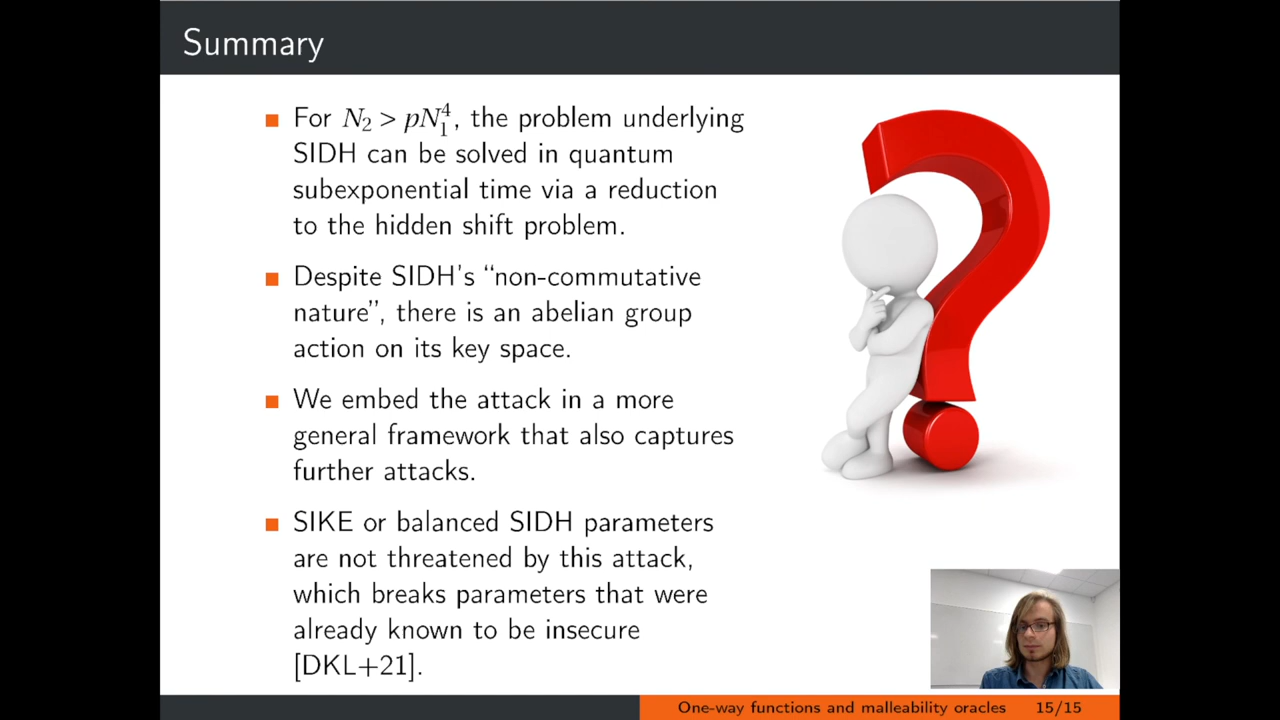 Summary
For N₂ > pN₁⁴, the problem underlying
SIDH can be solved in quantum
subexponential time via a reduction
to the hidden shift problem.
Despite SIDH's “non-commutative
nature”, there is an abelian group
action on its key space.
We embed the attack in a more
general framework that also captures
further attacks.
SIKE or balanced SIDH parameters
are not threatened by this attack,
which breaks parameters that were
already known to be insecure
[DKL+21].
One-way functions and malleability oracles 15/15